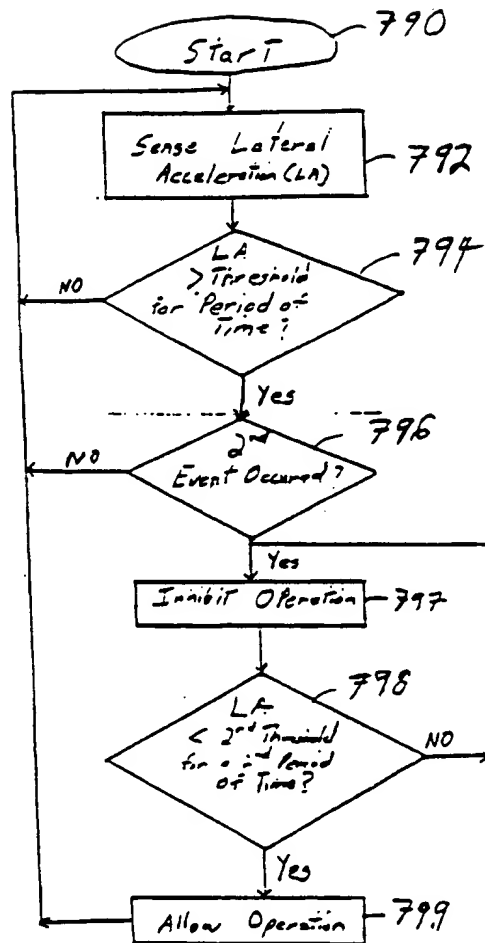 790
Start
Sense Lateral
Acceleration (LA)
792
LA
> Threshold
for Period of
Time?
794
NO
Yes
2nd
Event Occured?
796
NO
Yes
Inhibit Operation
797
LA
< 2nd Threshold
for a 2nd Period
of Time?
798
NO
Yes
Allow Operation
799